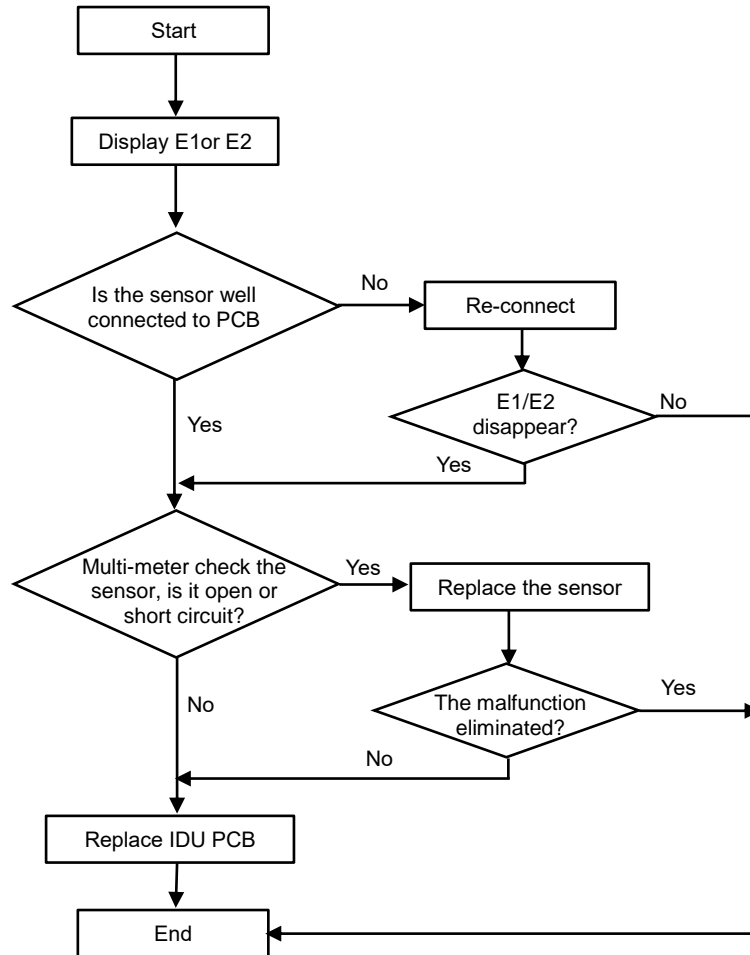 Start
Display E1or E2
Is the sensor well
connected to PCB
No
Re-connect
E1/E2
disappear?
No
Yes
Yes
Multi-meter check the
sensor, is it open or
short circuit?
Yes
Replace the sensor
The malfunction
eliminated?
Yes
No
No
Replace IDU PCB
End